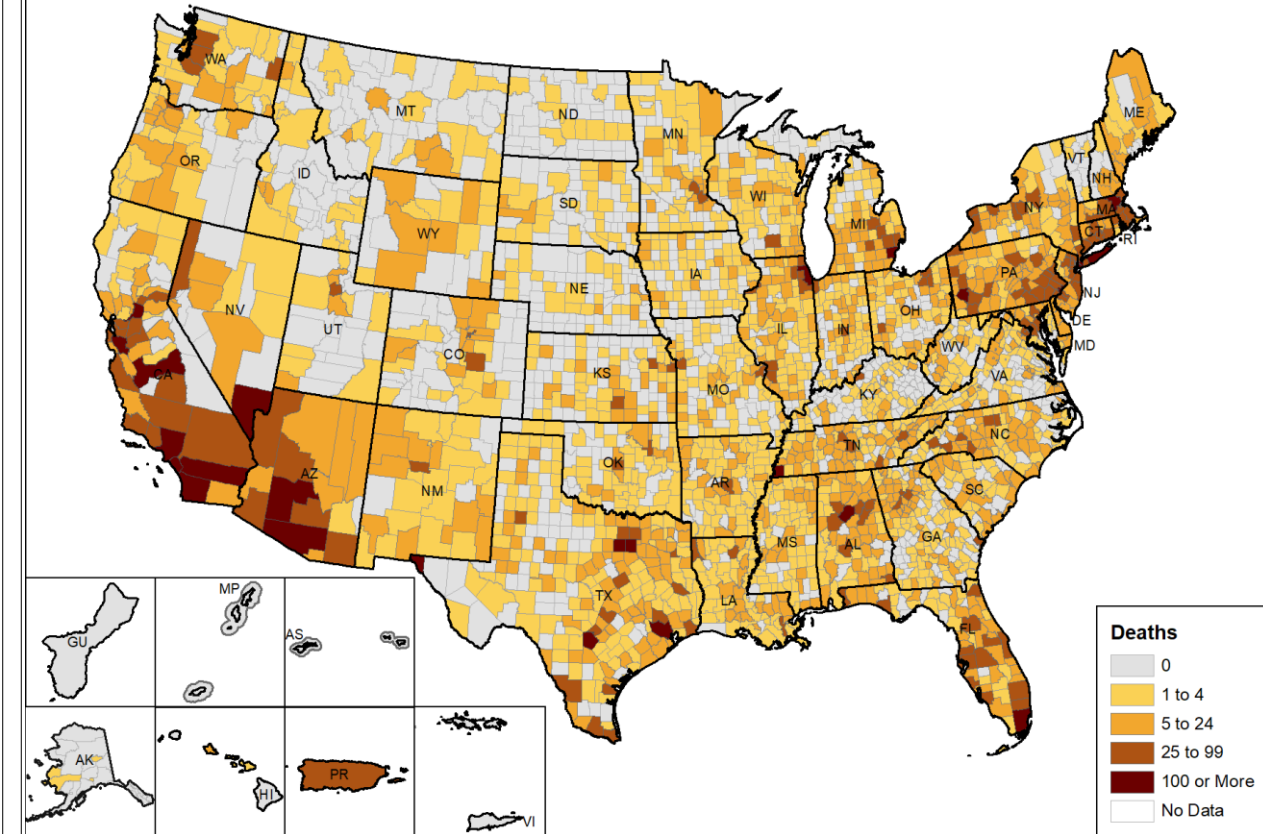 WA
MT
ND
MN
ME
OR
ID
SD
WI
VT
NH
NY
MA
CT
RI
WY
MI
IA
PA
NJ
NV
NE
OH
DE
UT
IL
IN
MD
CO
WV
VA
CA
KS
MO
KY
AZ
NM
OK
TN
NC
AR
SC
MS
AL
GA
TX
LA
FL
GU
MP
AS
AK
HI
PR
VI
Deaths
0
1 to 4
5 to 24
25 to 99
100 or More
No Data